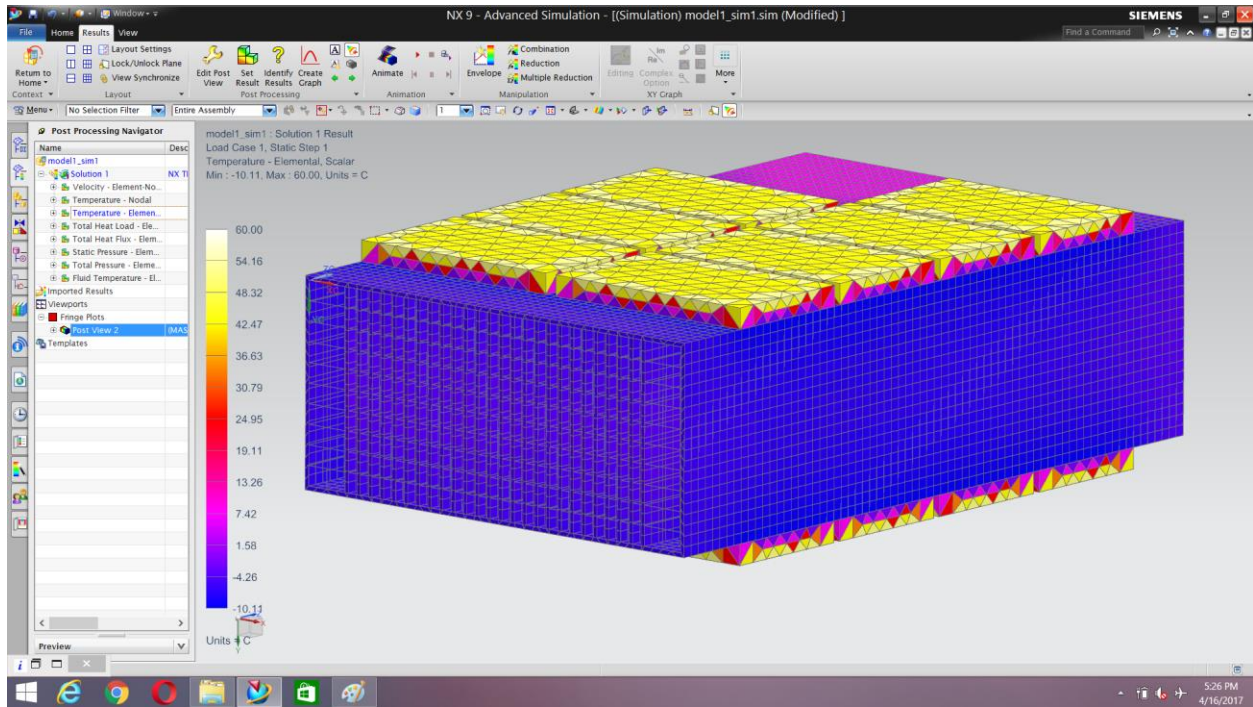 Window
NX 9 - Advanced Simulation - [(Simulation) model1_sim1.sim (Modified) ]
SIEMENS
File
Home
Results
View
Find a Command
Return to
Home
Layout Settings
Lock/Unlock Plane
View Synchronize
Edit Post
View
Set
Result
Identify
Results
Create
Graph
Animate
Envelope
Combination
Reduction
Multiple Reduction
Editing
Complex
Option
More
Context
Layout
Post Processing
Animation
Manipulation
XY Graph
Menu
No Selection Filter
Entire Assembly
1
Post Processing Navigator
Name
Desc
model1_sim1
Solution 1
NX Tl
Velocity - Element-No...
Temperature - Nodal
Temperature - Elemen...
Total Heat Load - Ele...
Total Heat Flux - Elem...
Static Pressure - Elem...
Total Pressure - Eleme...
Fluid Temperature - El...
Imported Results
Viewports
Fringe Plots
Post View 2
(MAS
Templates
Preview
model1_sim1 : Solution 1 Result
Load Case 1, Static Step 1
Temperature - Elemental, Scalar
Min : -10.11, Max : 60.00, Units = C
60.00
54.16
48.32
42.47
36.63
30.79
24.95
19.11
13.26
7.42
1.58
-4.26
-10.11
Units = C
5:26 PM
4/16/2017